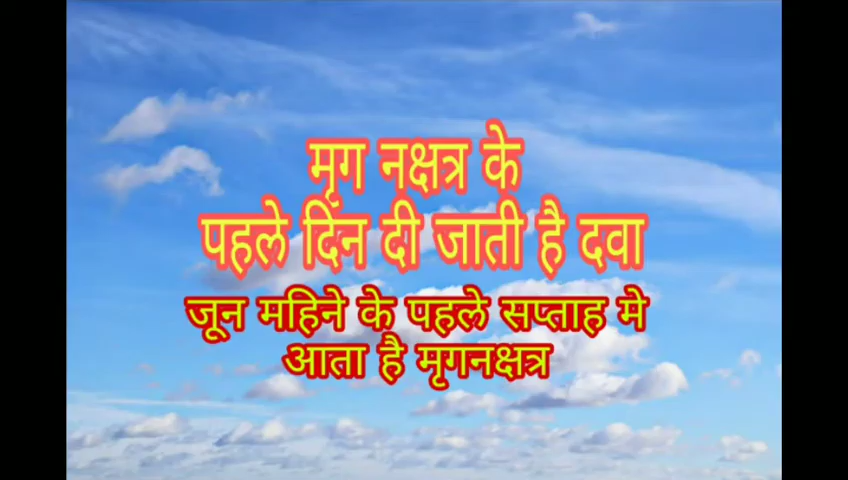 मृग नक्षत्र के
पहले दिन दी जाती है दवा
जून महिने के पहले सप्ताह मे
आता है मृगनक्षत्र